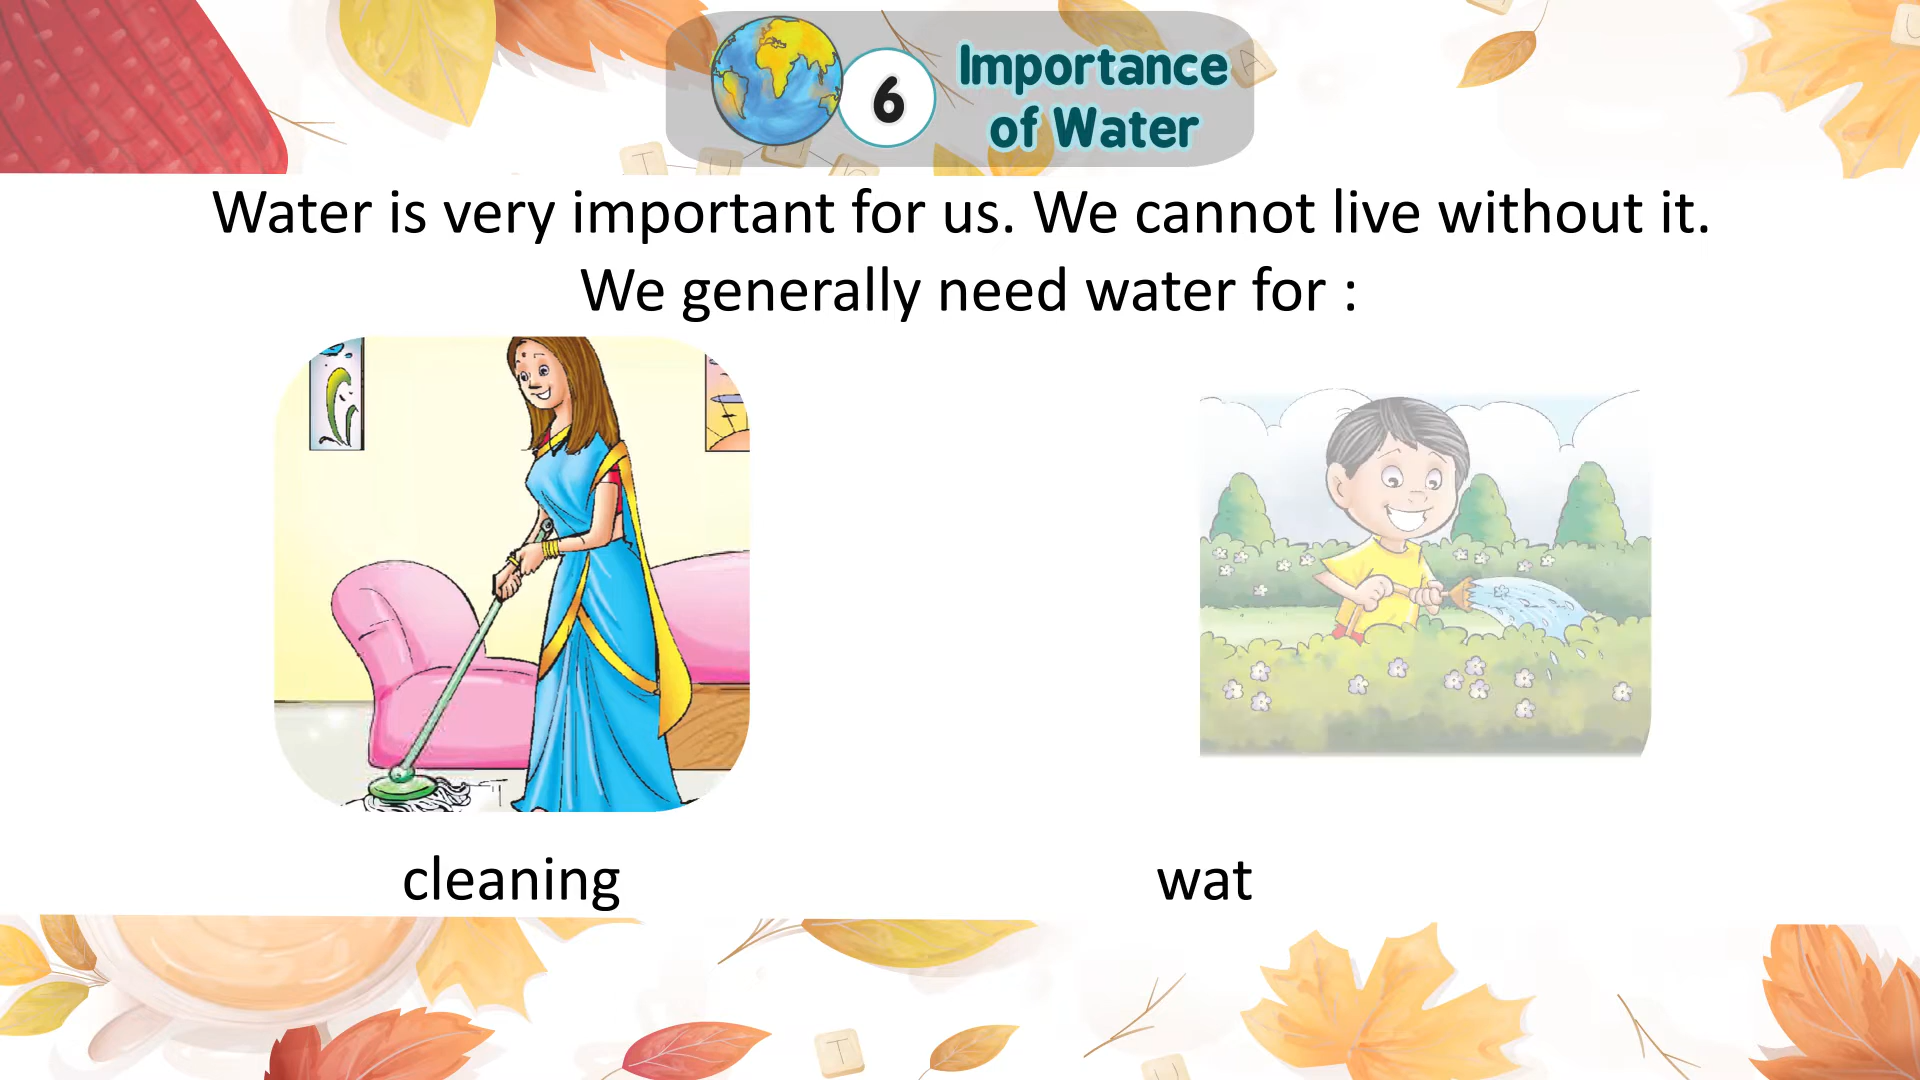 6
Importance
of Water
Water is very important for us. We cannot live without it.
We generally need water for :
cleaning
wat
T